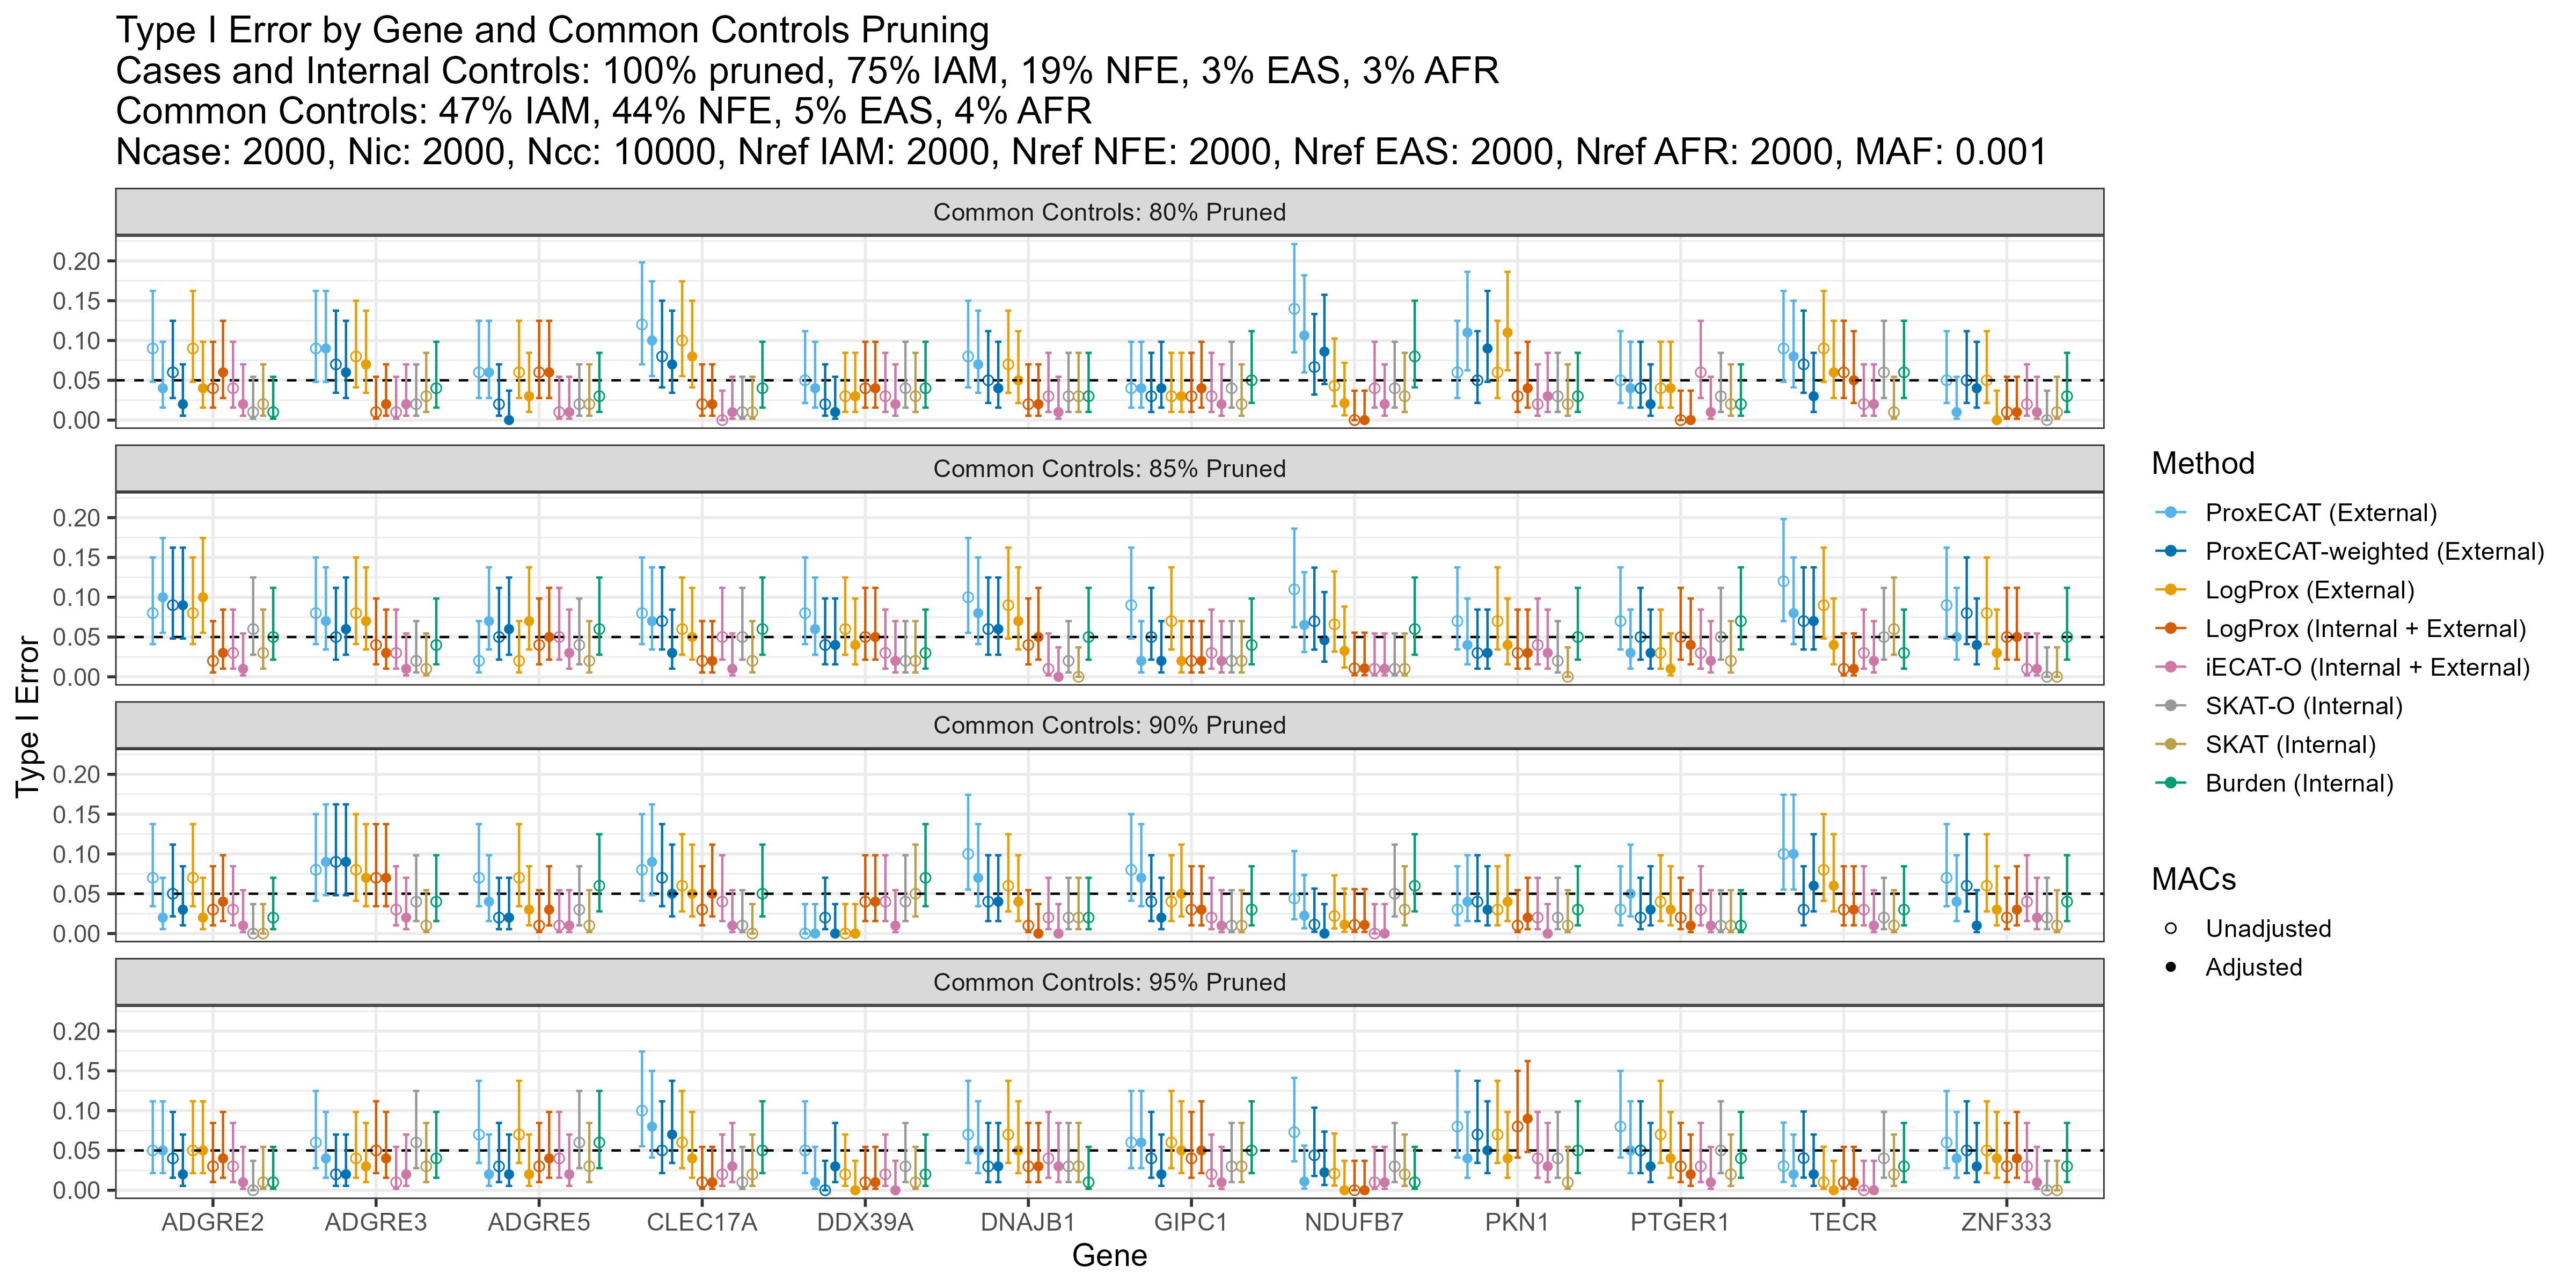 Type I Error by Gene and Common Controls Pruning
Cases and Internal Controls: 100% pruned, 75% IAM, 19% NFE, 3% EAS, 3% AFR
Common Controls: 47% IAM, 44% NFE, 5% EAS, 4% AFR
Ncase: 2000, Nic: 2000, Ncc: 10000, Nref IAM: 2000, Nref NFE: 2000, Nref EAS: 2000, Nref AFR: 2000, MAF: 0.001
Common Controls: 80% Pruned
0.20
0.15
0.10
0.05
0.00
Common Controls: 85% Pruned
0.20
0.15
0.10
0.05
0.00
Common Controls: 90% Pruned
0.20
0.15
0.10
0.05
0.00
Common Controls: 95% Pruned
0.20
0.15
0.10
0.05
0.00
Type I Error
ADGRE2
ADGRE3
ADGRE5
CLEC17A
DDX39A
DNAJB1
GIPC1
NDUFB7
PKN1
PTGER1
TECR
ZNF333
Gene
Method
ProxECAT (External)
ProxECAT-weighted (External)
LogProx (External)
LogProx (Internal + External)
iECAT-O (Internal + External)
SKAT-O (Internal)
SKAT (Internal)
Burden (Internal)
MACs
Unadjusted
Adjusted